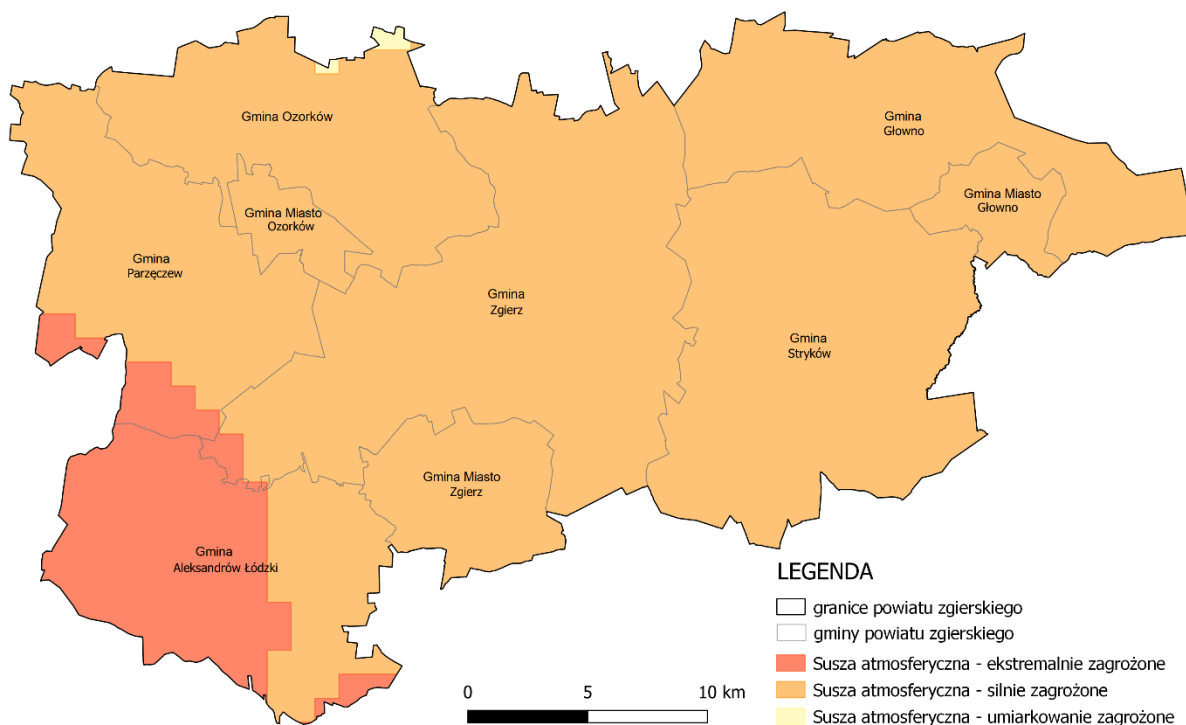 Gmina Ozorków
Gmina
Głowno
Gmina Miasto
Głowno
Gmina Miasto
Ozorków
Gmina
Parzęczew
Gmina
Zgierz
Gmina
Stryków
Gmina Miasto
Zgierz
Gmina
Aleksandrów Łódzki
LEGENDA
granice powiatu zgierskiego
gminy powiatu zgierskiego
Susza atmosferyczna - ekstremalnie zagrożone
Susza atmosferyczna - silnie zagrożone
Susza atmosferyczna - umiarkowanie zagrożone
0 5 10 km